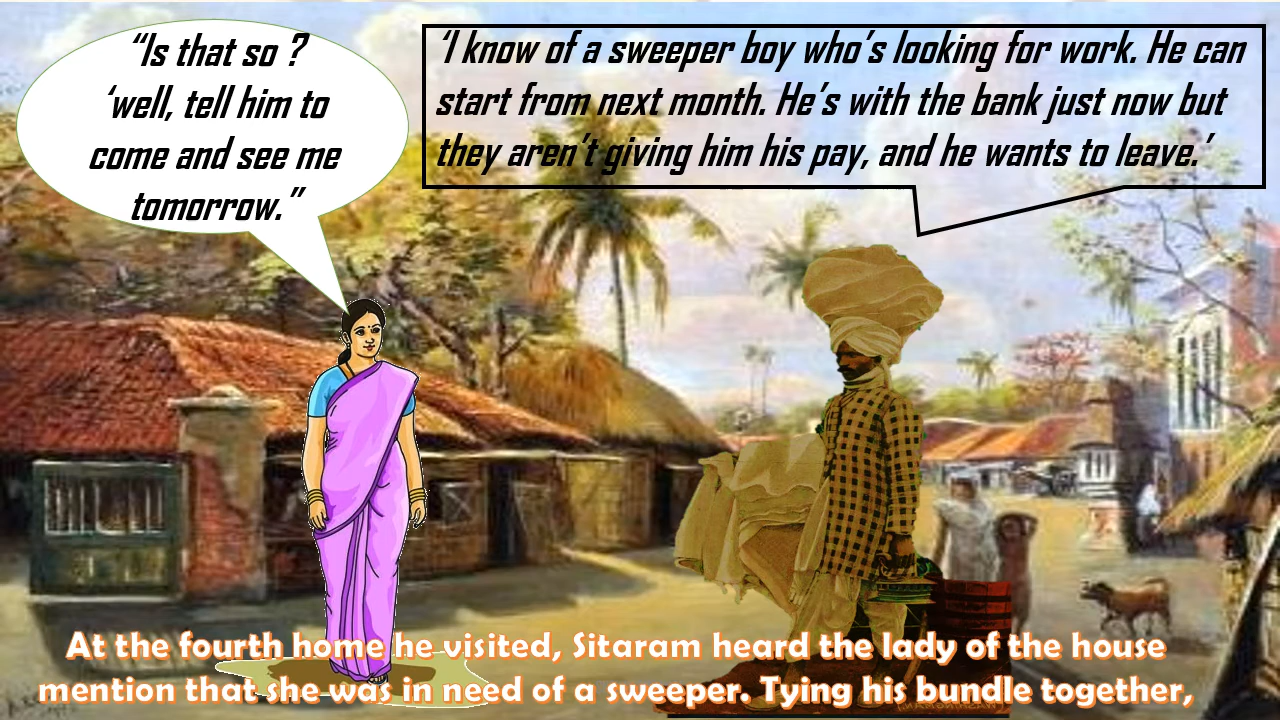 “Is that so ?
‘well, tell him to
come and see me
tomorrow.”
‘I know of a sweeper boy who’s looking for work. He can
start from next month. He’s with the bank just now but
they aren’t giving him his pay, and he wants to leave.’
At the fourth home he visited, Sitaram heard the lady of the house
mention that she was in need of a sweeper. Tying his bundle together,